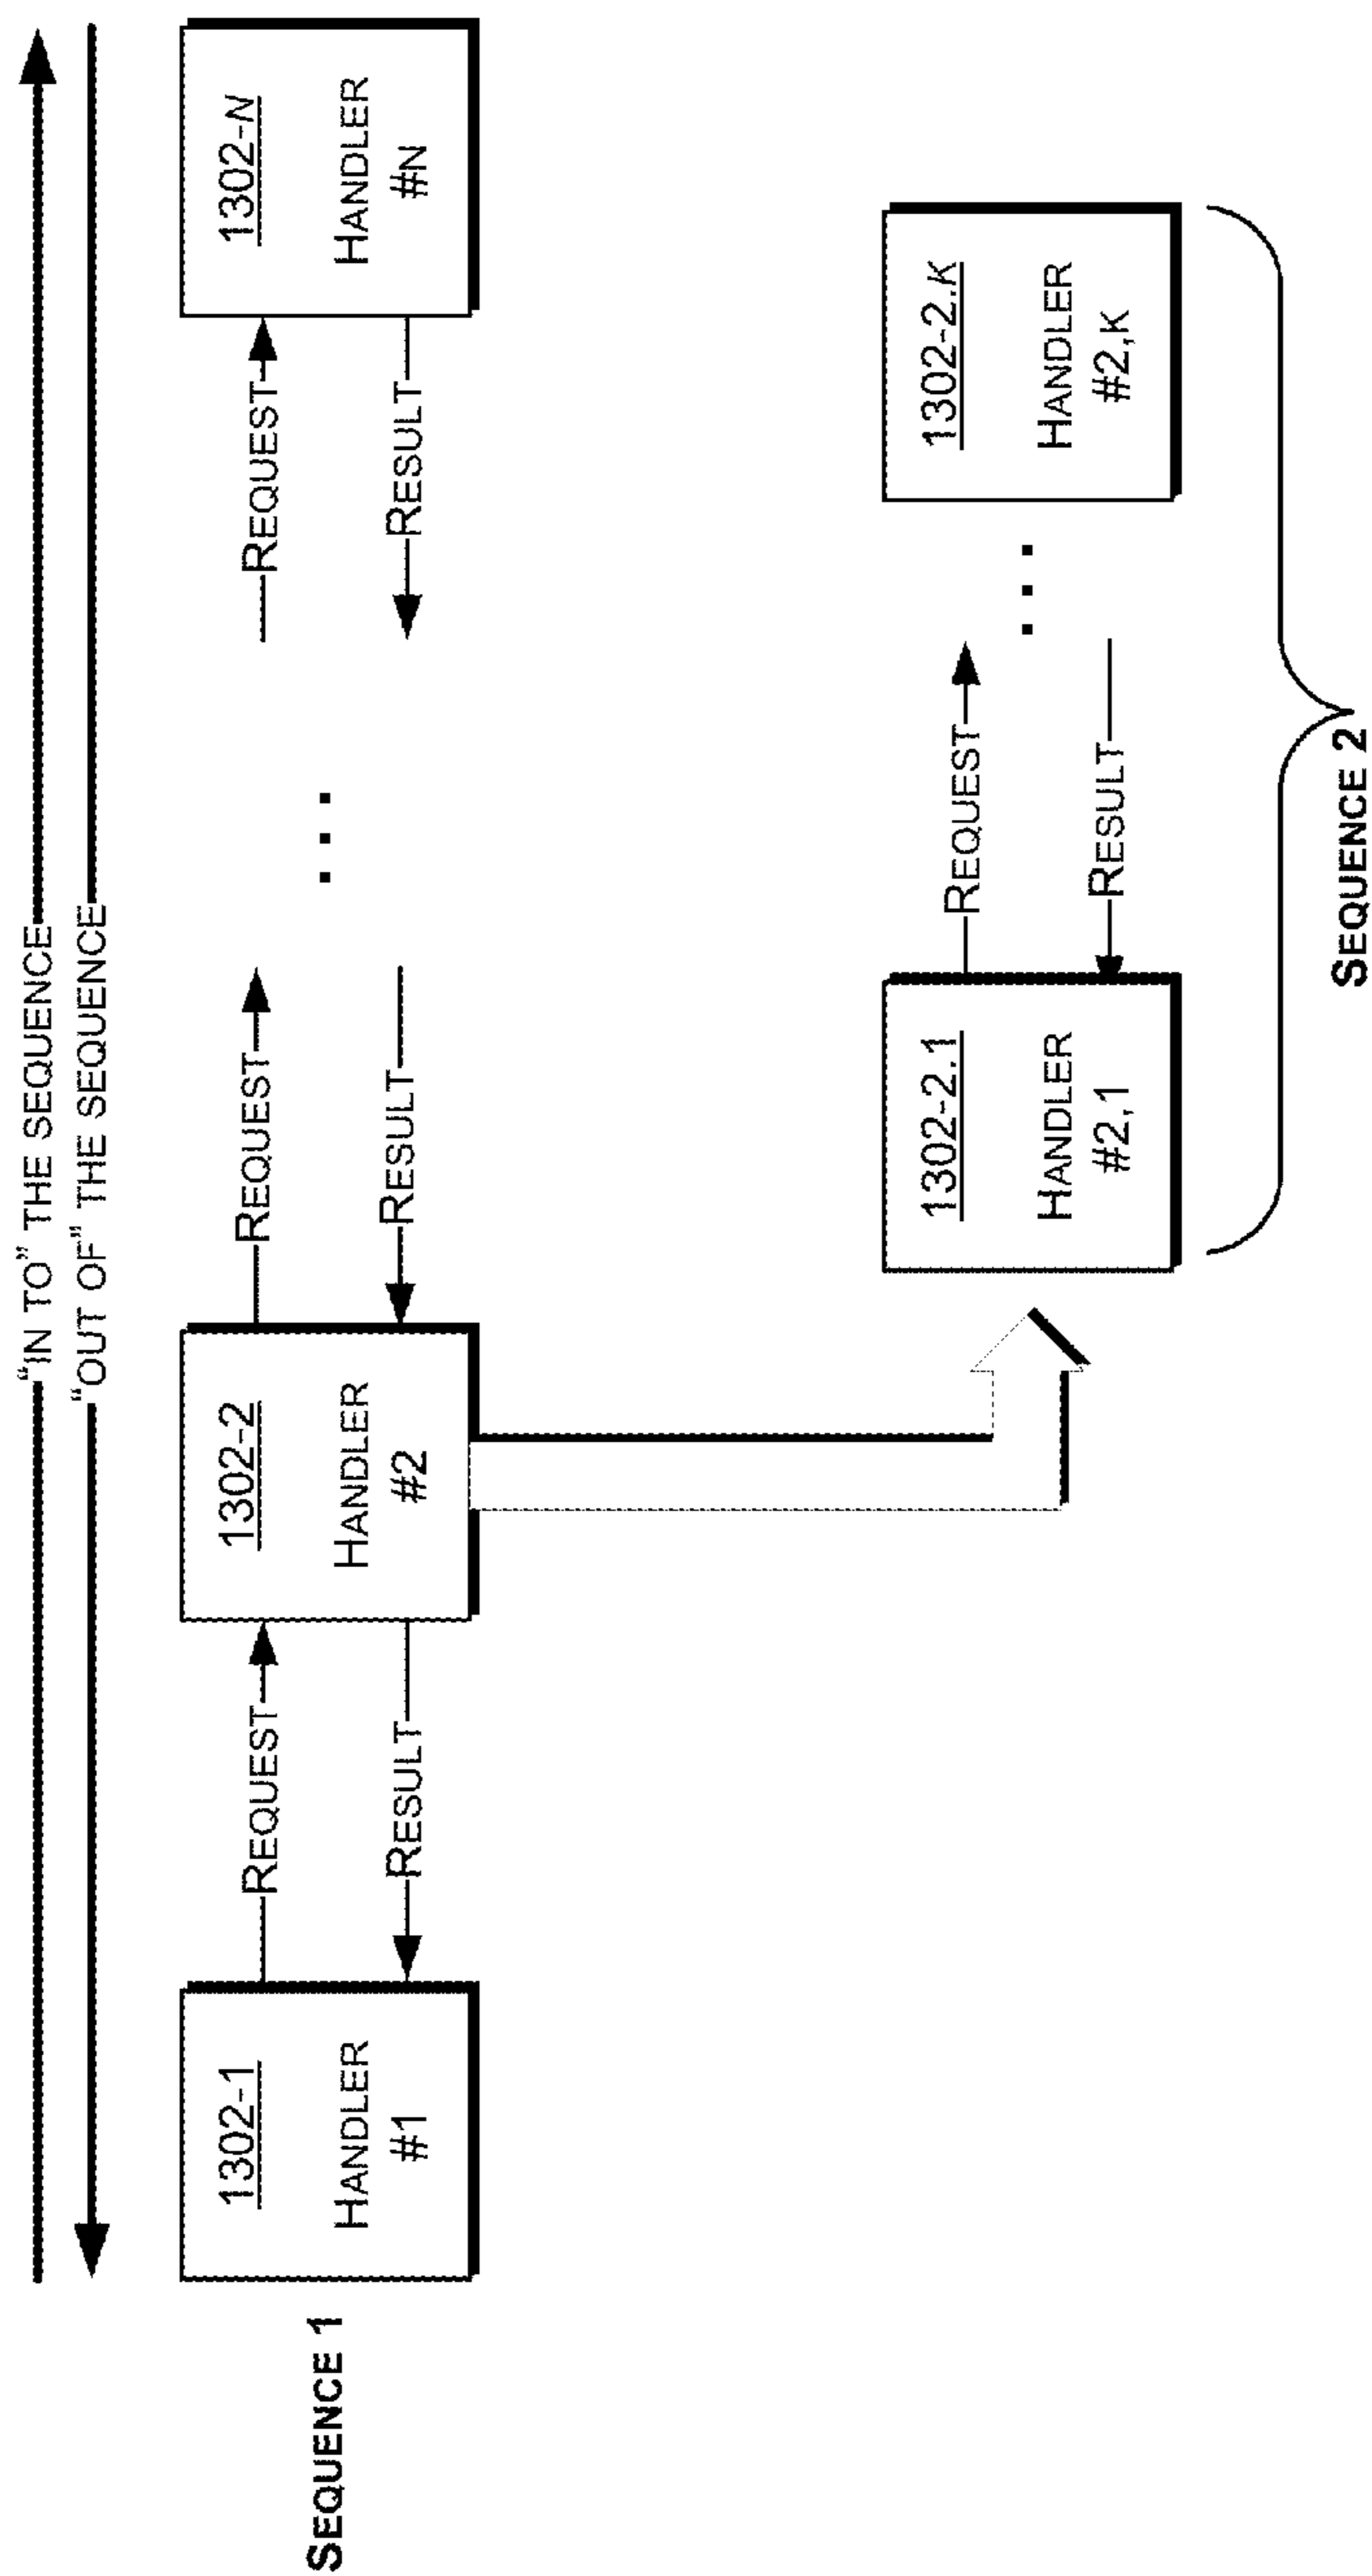 “IN TO” THE SEQUENCE
“OUT OF” THE SEQUENCE
SEQUENCE 1
1302-1
HANDLER
#1
REQUEST
RESULT
1302-2
HANDLER
#2
REQUEST
RESULT
...
REQUEST
RESULT
1302-N
HANDLER
#N
1302-2.1
HANDLER
#2,1
REQUEST
RESULT
...
1302-2.K
HANDLER
#2,K
SEQUENCE 2